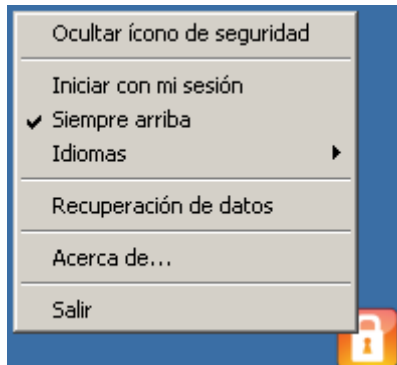 Ocultar ícono de seguridad
Iniciar con mi sesión
Siempre arriba
Idiomas
Recuperación de datos
Acerca de...
Salir